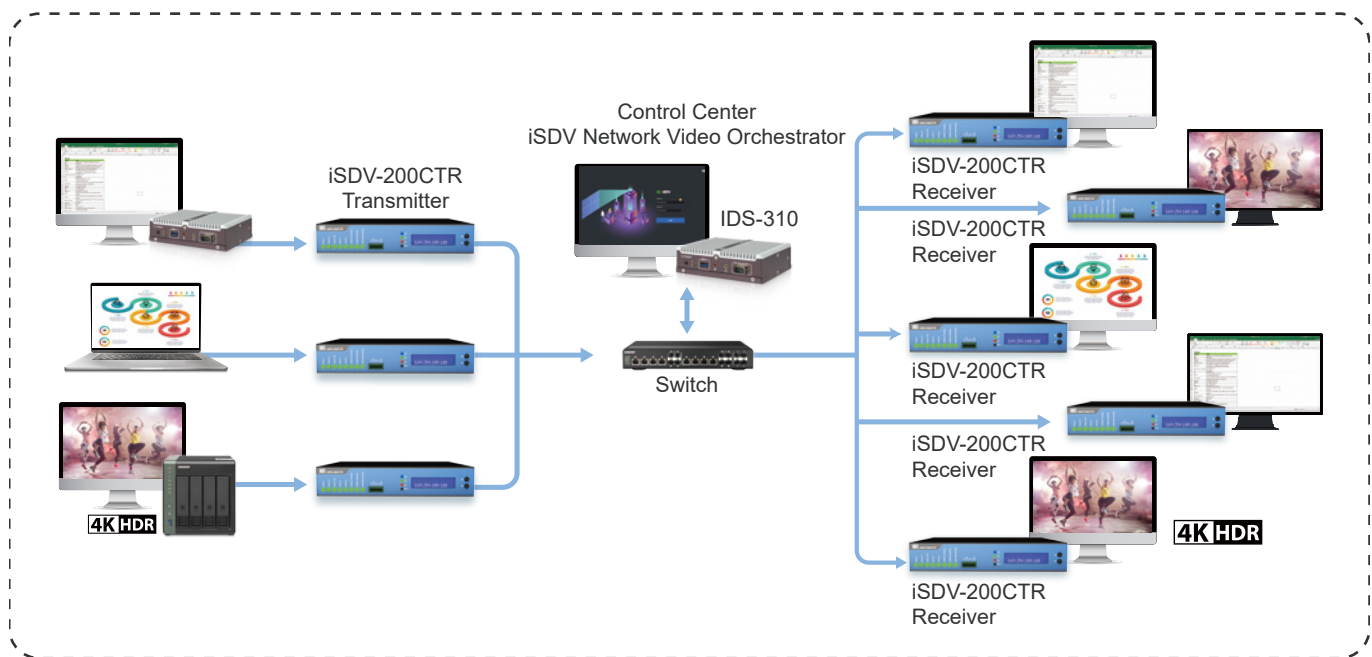 Control Center
iSDV Network Video Orchestrator
iSDV-200CTR
Transmitter
IDS-310
Switch
4K HDR
iSDV-200CTR
Receiver
iSDV-200CTR
Receiver
iSDV-200CTR
Receiver
iSDV-200CTR
Receiver
4K HDR
iSDV-200CTR
Receiver